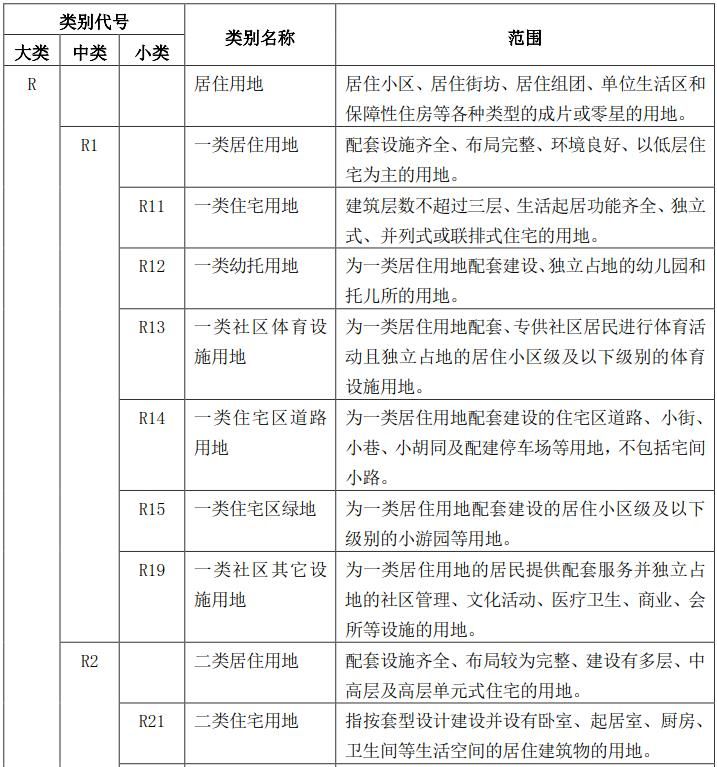 类别代号
类别名称
范围
大类
中类
小类
R
居住用地
居住小区、居住街坊、居住组团、单位生活区和
保障性住房等各种类型的成片或零星的用地。
R1
一类居住用地
配套设施齐全、布局完整、环境良好、以低层住
宅为主的用地。
R11
一类住宅用地
建筑层数不超过三层、生活起居功能齐全、独立
式、并列式或联排式住宅的用地。
R12
一类幼托用地
为一类居住用地配套建设、独立占地的幼儿园和
托儿所的用地。
R13
一类社区体育设
施用地
为一类居住用地配套、专供社区居民进行体育活
动且独立占地的居住小区级及以下级别的体育
设施用地。
R14
一类住宅区道路
用地
为一类居住用地配套建设的住宅区道路、小街、
小巷、小胡同及配建停车场等用地，不包括宅间
小路。
R15
一类住宅区绿地
为一类居住用地配套建设的居住小区级及以下
级别的小游园等用地。
R19
一类社区其它设
施用地
为一类居住用地的居民提供配套服务并独立占
地的社区管理、文化活动、医疗卫生、商业、会
所等设施的用地。
R2
二类居住用地
配套设施齐全、布局较为完整、建设有多层、中
高层及高层单元式住宅的用地。
R21
二类住宅用地
指按套型设计建设并设有卧室、起居室、厨房、
卫生间等生活空间的居住建筑物的用地。